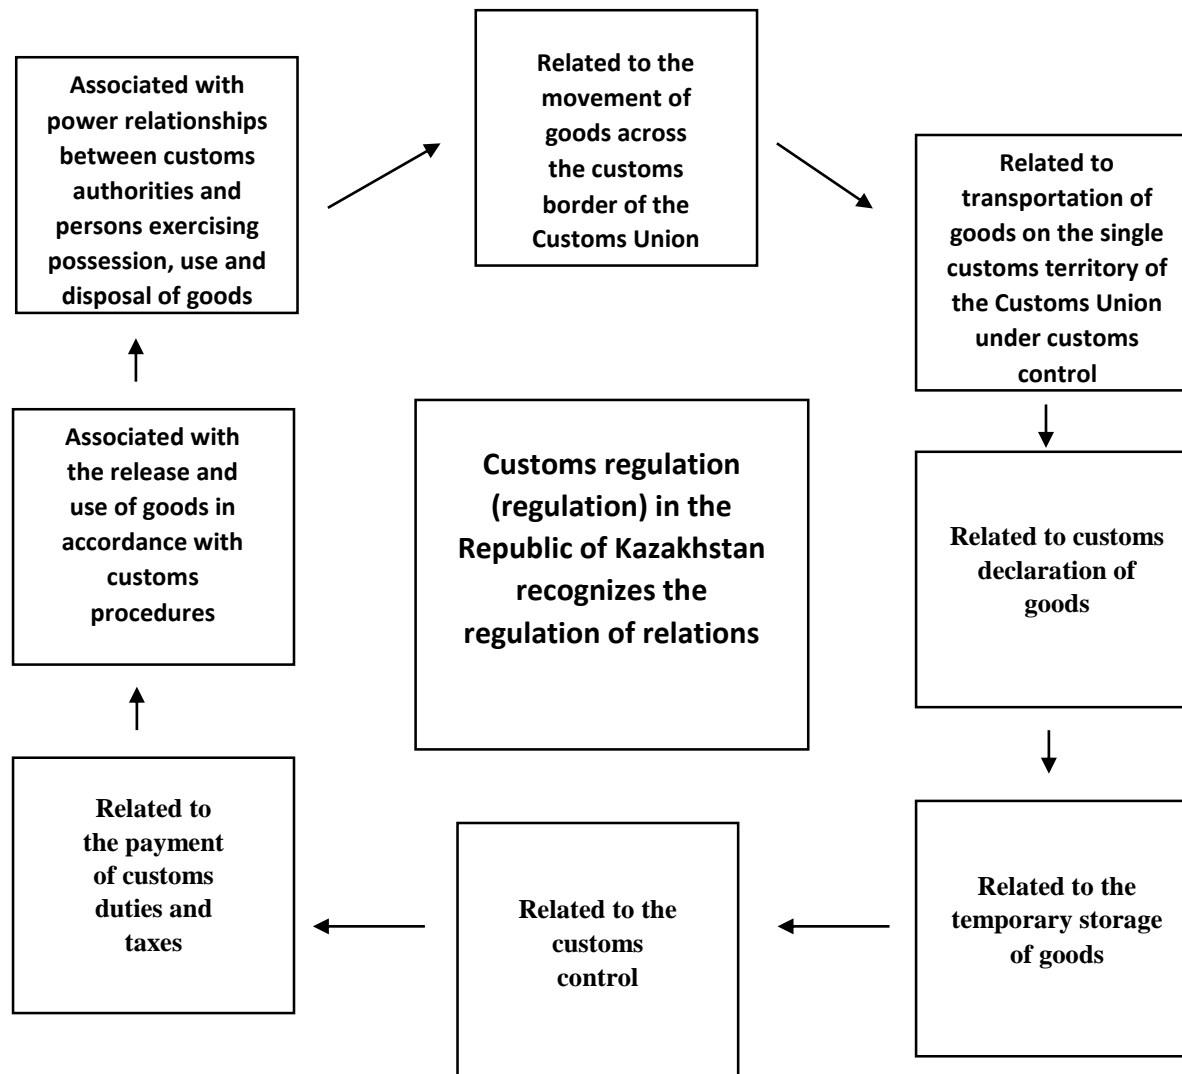 Associated with
power relationships
between customs
authorities and
persons exercising
possession, use and
disposal of goods
Related to the
movement of
goods across
the customs
border of the
Customs Union
Related to
transportation of
goods on the single
customs territory of
the Customs Union
under customs
control
Associated with
the release and
use of goods in
accordance with
customs
procedures
Customs regulation
(regulation) in the
Republic of Kazakhstan
recognizes the
regulation of relations
Related to customs
declaration of
goods
Related to
the payment
of customs
duties and
taxes
Related to the
customs
control
Related to the
temporary storage
of goods